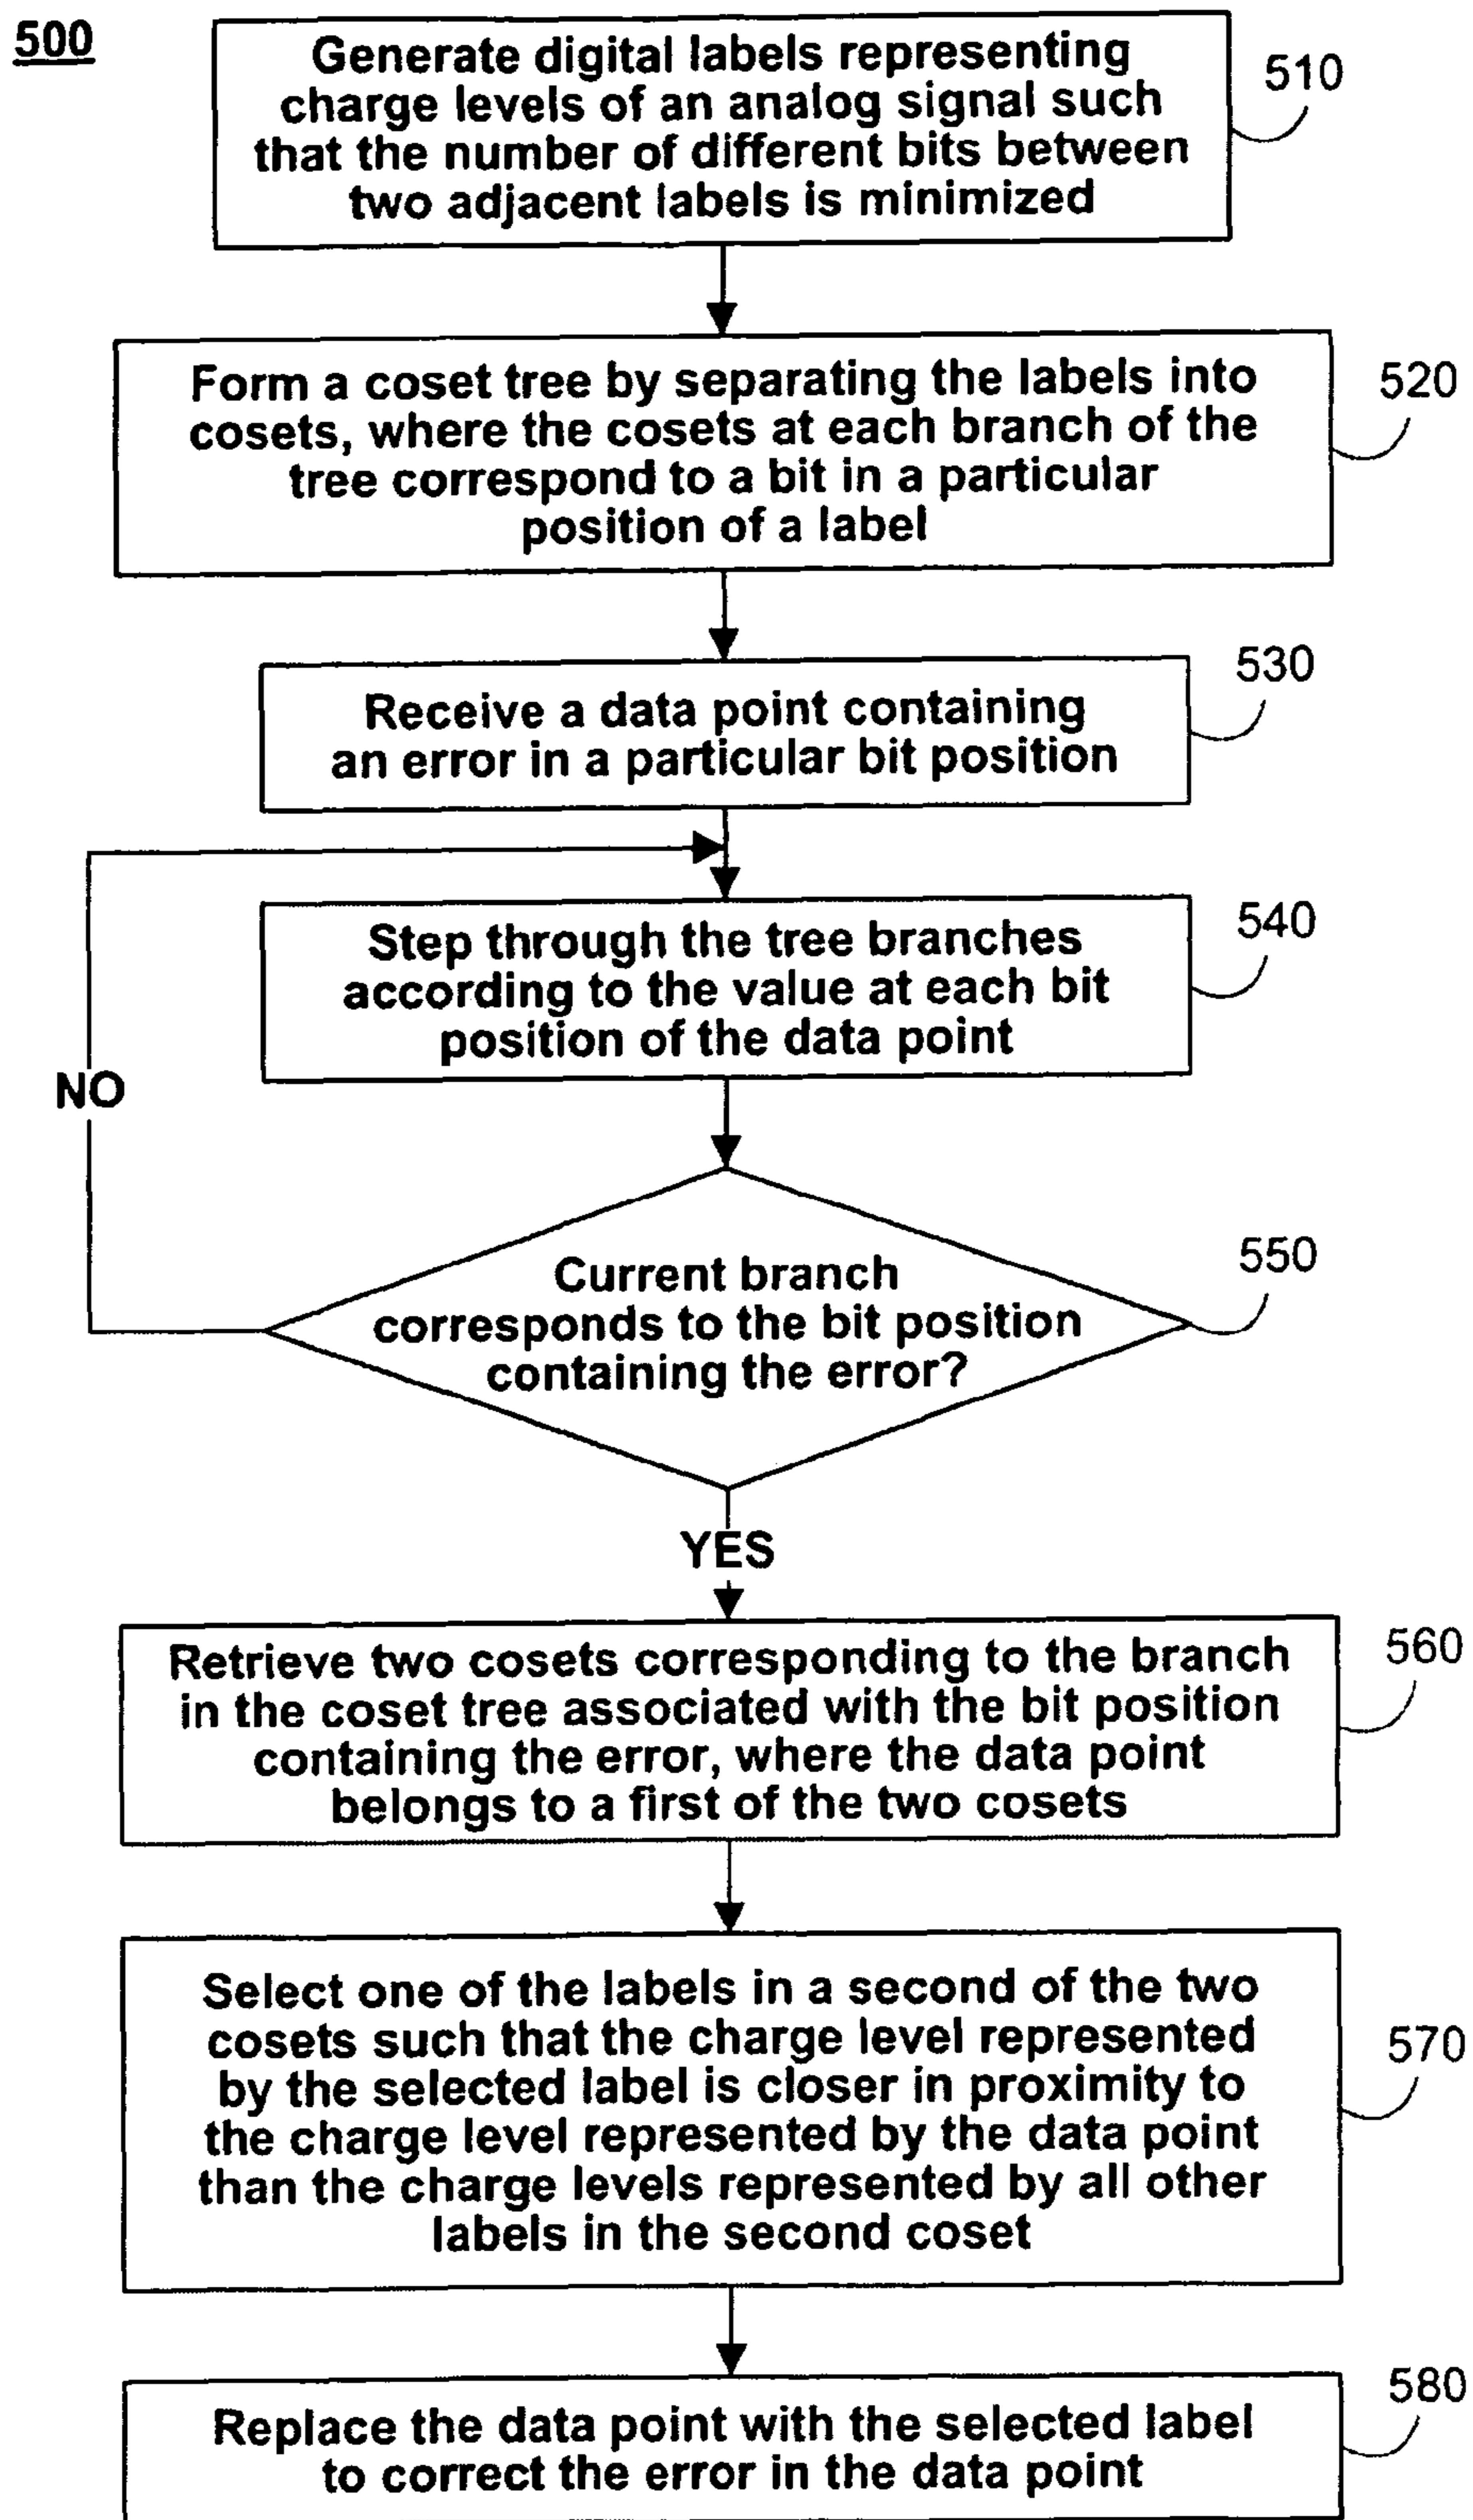 500
Generate digital labels representing
charge levels of an analog signal such
that the number of different bits between
two adjacent labels is minimized
510
Form a coset tree by separating the labels into
cosets, where the cosets at each branch of the
tree correspond to a bit in a particular
position of a label
520
Receive a data point containing
an error in a particular bit position
530
Step through the tree branches
according to the value at each bit
position of the data point
540
NO
Current branch
corresponds to the bit position
containing the error?
550
YES
Retrieve two cosets corresponding to the branch
in the coset tree associated with the bit position
containing the error, where the data point
belongs to a first of the two cosets
560
Select one of the labels in a second of the two
cosets such that the charge level represented
by the selected label is closer in proximity to
the charge level represented by the data point
than the charge levels represented by all other
labels in the second coset
570
Replace the data point with the selected label
to correct the error in the data point
580